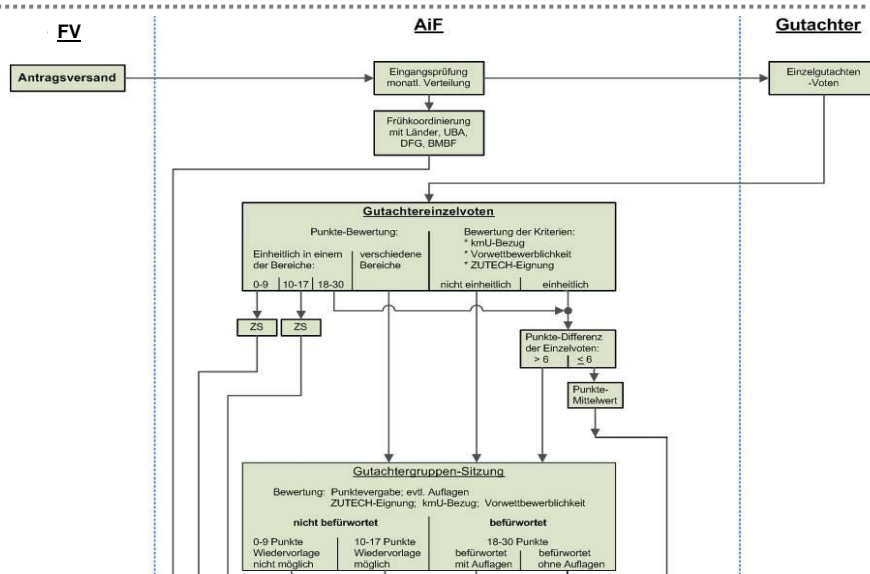 FV
AiF
Gutachter
Antragsversand
Eingangsprüfung
monatl. Verteilung
Einzelgutachten
-Voten
Frühkoordinierung
mit Länder, UBA,
DFG, BMBF
Gutachtereinzelvoten
Punkte-Bewertung:
Einheitlich in einem
der Bereiche:
verschiedene
Bereiche
0-9
10-17
18-30
Bewertung der Kriterien:
* kmU-Bezug
* Vorwettbewerblichkeit
* ZUTECH-Eignung
nicht einheitlich
einheitlich
ZS
ZS
Punkte-Differenz
der Einzelvoten:
> 6
≤ 6
Punkte-
Mittelwert
Gutachtergruppen-Sitzung
Bewertung: Punktevergabe; evtl. Auflagen
ZUTECH-Eignung; kmU-Bezug; Vorwettbewerblichkeit
nicht befürwortet
0-9 Punkte
Wiedervorlage
nicht möglich
10-17 Punkte
Wiedervorlage
möglich
befürwortet
18-30 Punkte
befürwortet
mit Auflagen
befürwortet
ohne Auflagen